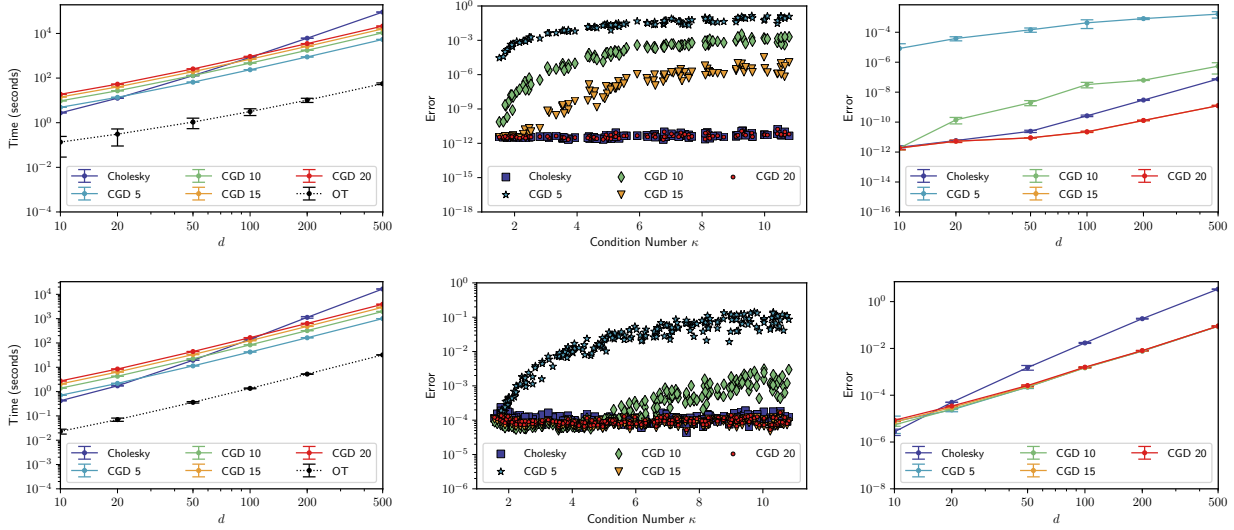 Time (seconds)
10^4
10^2
10^0
10^-2
10^-4
Cholesky
CGD 5
CGD 10
CGD 15
CGD 20
OT
10
20
50
100
200
500
d
Error
10^0
10^-3
10^-6
10^-9
10^-12
10^-15
10^-18
Cholesky
CGD 5
CGD 10
CGD 15
CGD 20
2
4
6
8
10
Condition Number κ
Error
10^-4
10^-6
10^-8
10^-10
10^-12
10^-14
10^-16
Cholesky
CGD 5
CGD 10
CGD 15
CGD 20
10
20
50
100
200
500
d
Time (seconds)
10^4
10^3
10^2
10^1
10^0
10^-1
10^-2
10^-3
10^-4
Cholesky
CGD 5
CGD 10
CGD 15
CGD 20
OT
10
20
50
100
200
500
d
Error
10^0
10^-1
10^-2
10^-3
10^-4
10^-5
10^-6
Cholesky
CGD 5
CGD 10
CGD 15
CGD 20
2
4
6
8
10
Condition Number κ
Error
10^0
10^-2
10^-4
10^-6
10^-8
Cholesky
CGD 5
CGD 10
CGD 15
CGD 20
10
20
50
100
200
500
d